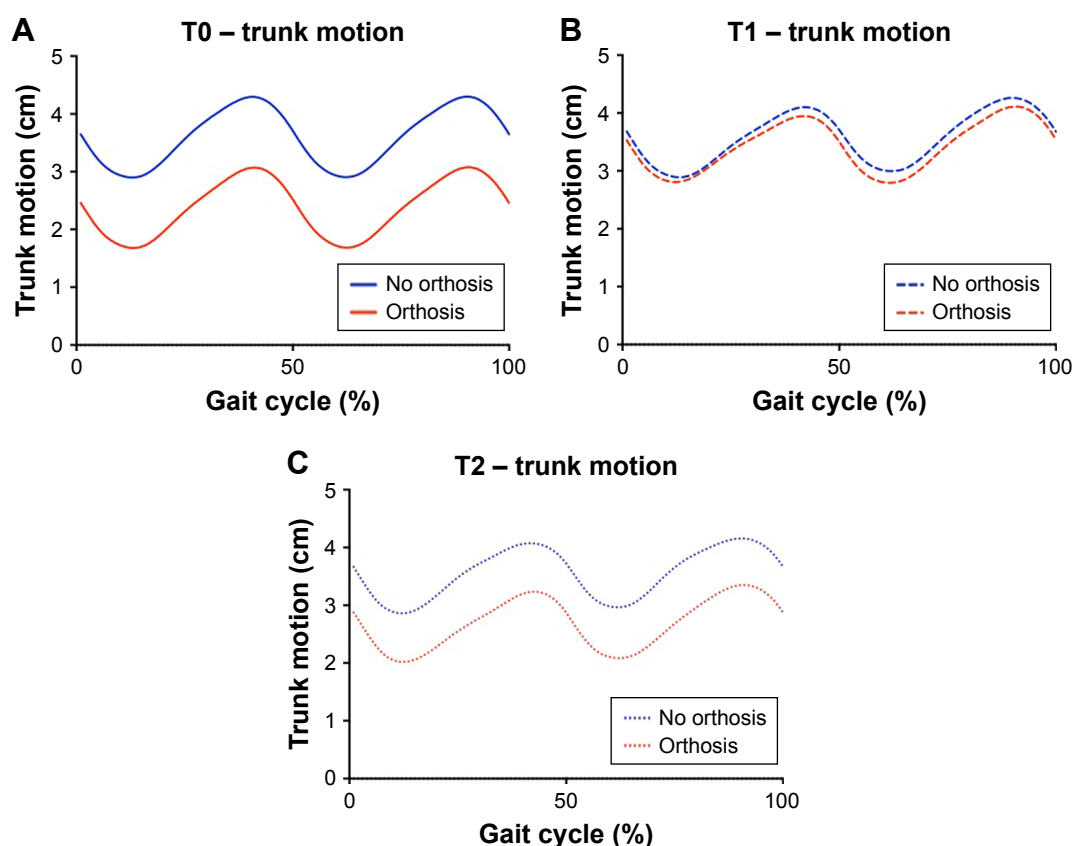 A
T0 – trunk motion
Trunk motion (cm)
5
4
3
2
1
0
0
50
100
Gait cycle (%)
No orthosis
Orthosis
B
T1 – trunk motion
Trunk motion (cm)
5
4
3
2
1
0
0
50
100
Gait cycle (%)
No orthosis
Orthosis
C
T2 – trunk motion
Trunk motion (cm)
5
4
3
2
1
0
0
50
100
Gait cycle (%)
No orthosis
Orthosis